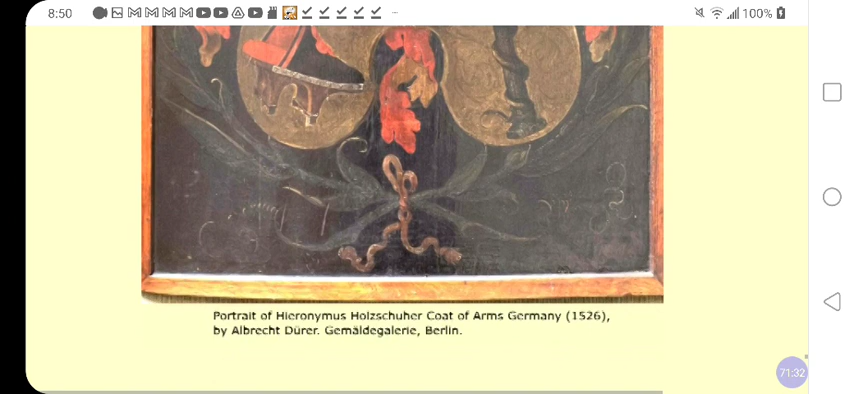 8:50
100%
Portrait of Hieronymus Holzschuher Coat of Arms Germany (1526),
by Albrecht Dürer. Gemäldegalerie, Berlin.
71:32